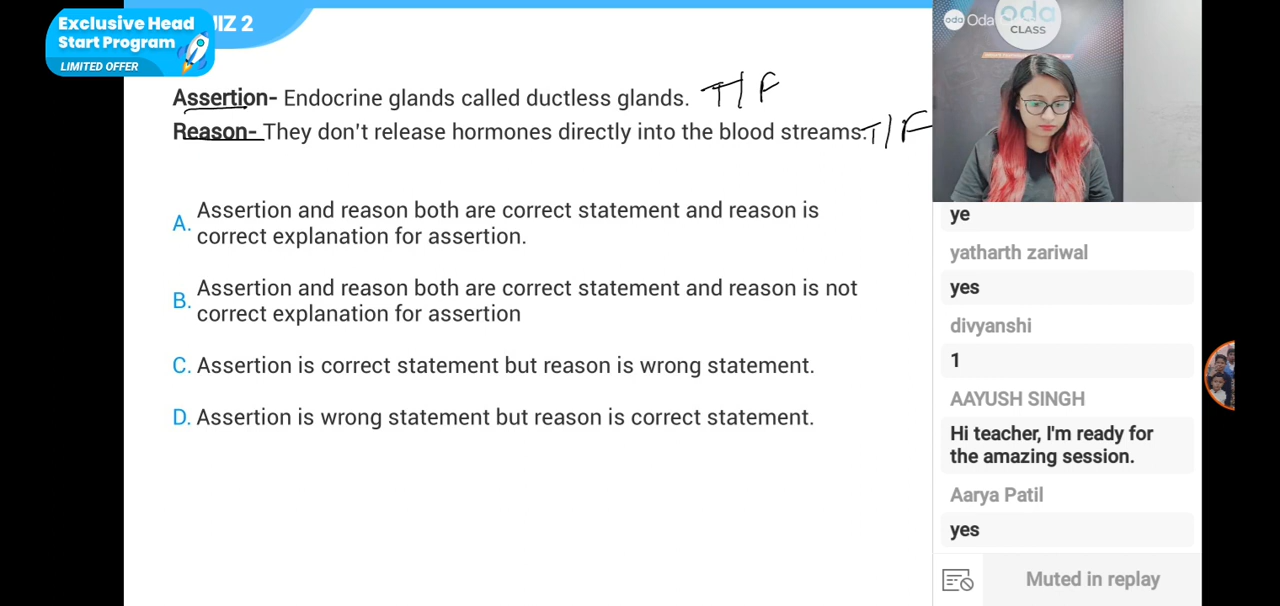 Exclusive Head
Start Program
LIMITED OFFER
UIZ 2
Assertion- Endocrine glands called ductless glands. T/F
Reason- They don't release hormones directly into the blood streams. T/F
A. Assertion and reason both are correct statement and reason is
correct explanation for assertion.
B. Assertion and reason both are correct statement and reason is not
correct explanation for assertion
C. Assertion is correct statement but reason is wrong statement.
D. Assertion is wrong statement but reason is correct statement.
oda Oda
oda
CLASS
ye
yatharth zariwal
yes
divyanshi
1
AAYUSH SINGH
Hi teacher, I'm ready for
the amazing session.
Aarya Patil
yes
Muted in replay